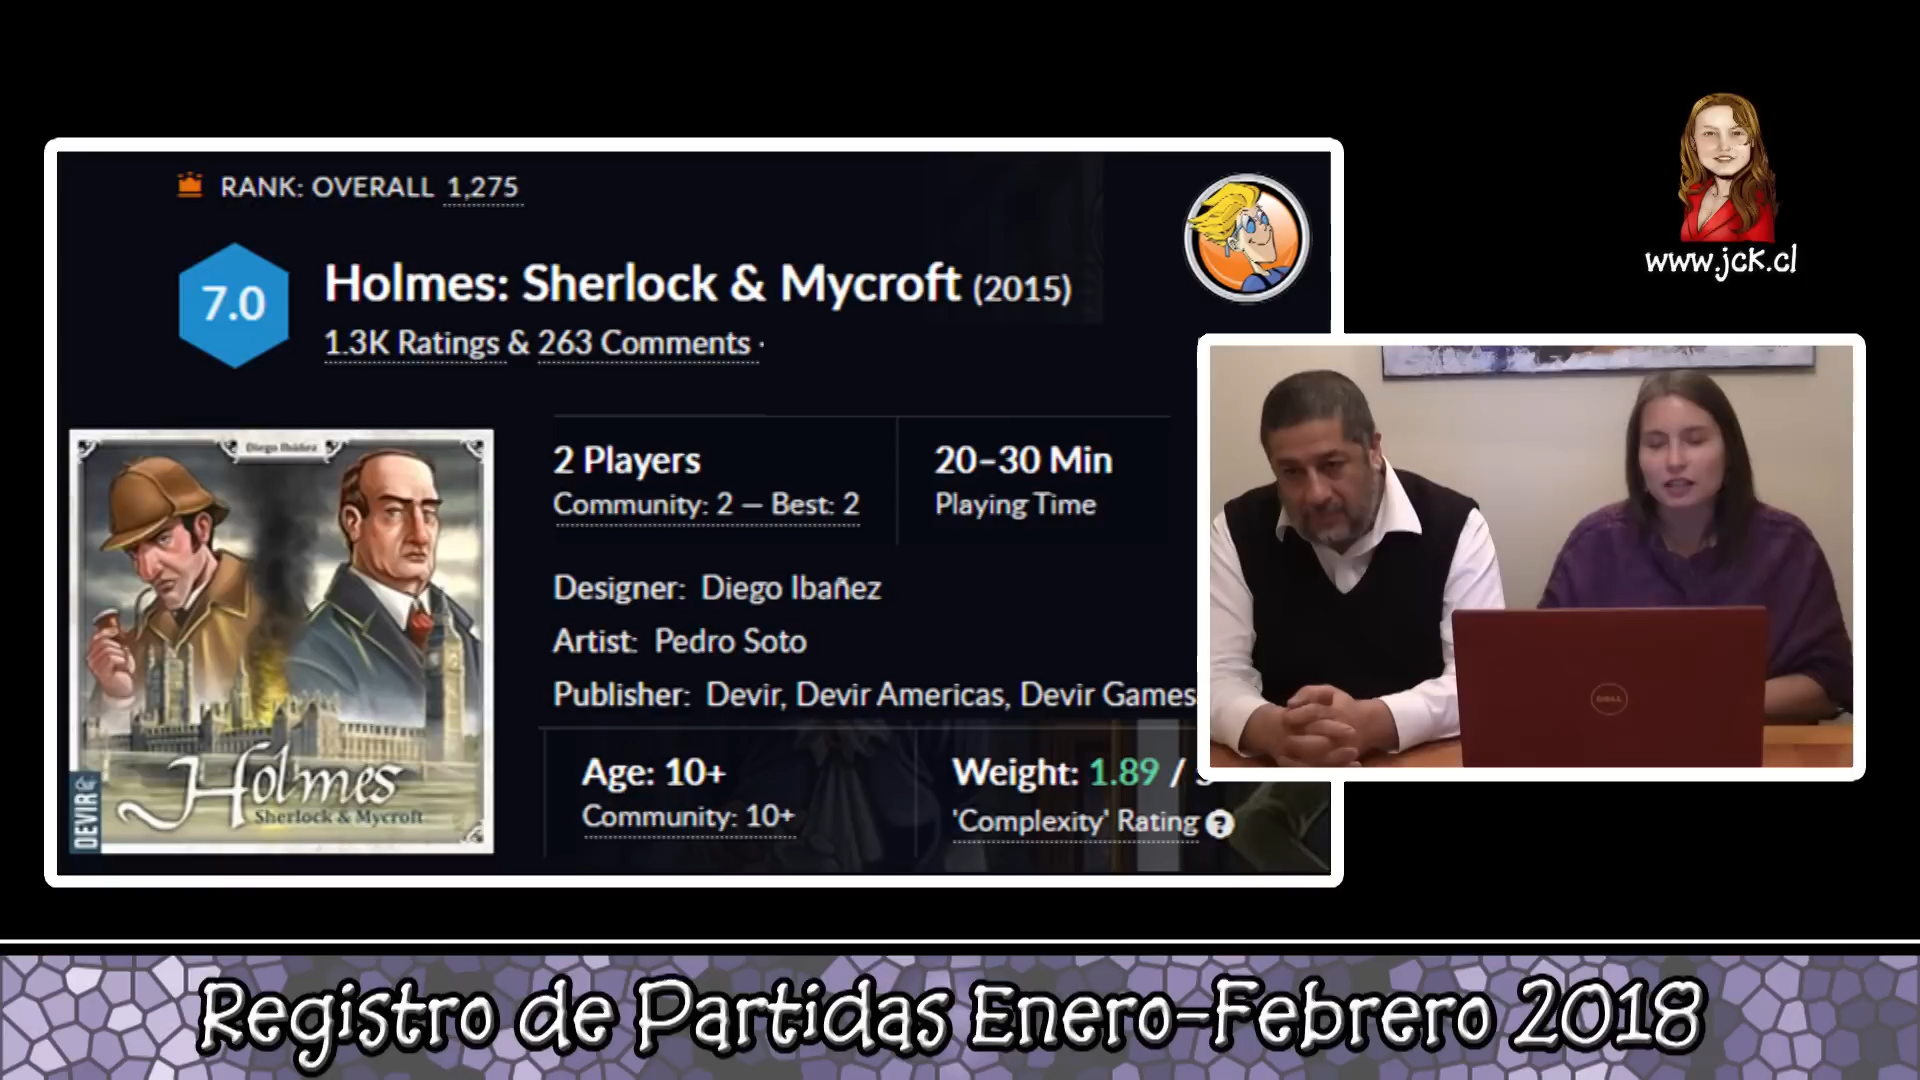 RANK: OVERALL 1,275
7.0
Holmes: Sherlock & Mycroft (2015)
1.3K Ratings & 263 Comments ·
Diego Ibáñez
2 Players
Community: 2 — Best: 2
20–30 Min
Playing Time
Designer: Diego Ibañez
Artist: Pedro Soto
Publisher: Devir, Devir Americas, Devir Games
Age: 10+
Community: 10+
Weight: 1.89 /
'Complexity' Rating ?
Holmes
Sherlock & Mycroft
DEVIR
www.jck.cl
DELL
Registro de Partidas Enero-Febrero 2018